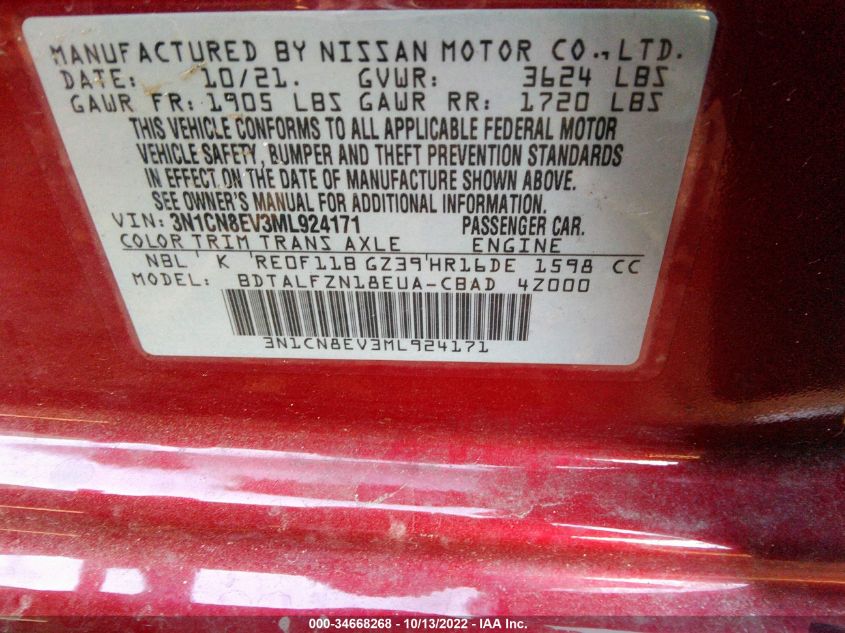 MANUFACTURED BY NISSAN MOTOR CO., LTD.
DATE: 10/21. GVWR: 3624 LBS
GAWR FR: 1905 LBS GAWR RR: 1720 LBS
THIS VEHICLE CONFORMS TO ALL APPLICABLE FEDERAL MOTOR
VEHICLE SAFETY, BUMPER AND THEFT PREVENTION STANDARDS
IN EFFECT ON THE DATE OF MANUFACTURE SHOWN ABOVE.
SEE OWNER'S MANUAL FOR ADDITIONAL INFORMATION.
VIN: 3N1CN8EV3ML924171 PASSENGER CAR.
COLOR TRIM TRANS AXLE ENGINE
NBL K RE0F11B GZ39 HR16DE 1598 CC
MODEL: BDTALFZN18EUA-CBAD 4Z000
3N1CN8EV3ML924171
000-34668268 - 10/13/2022 - IAA Inc.